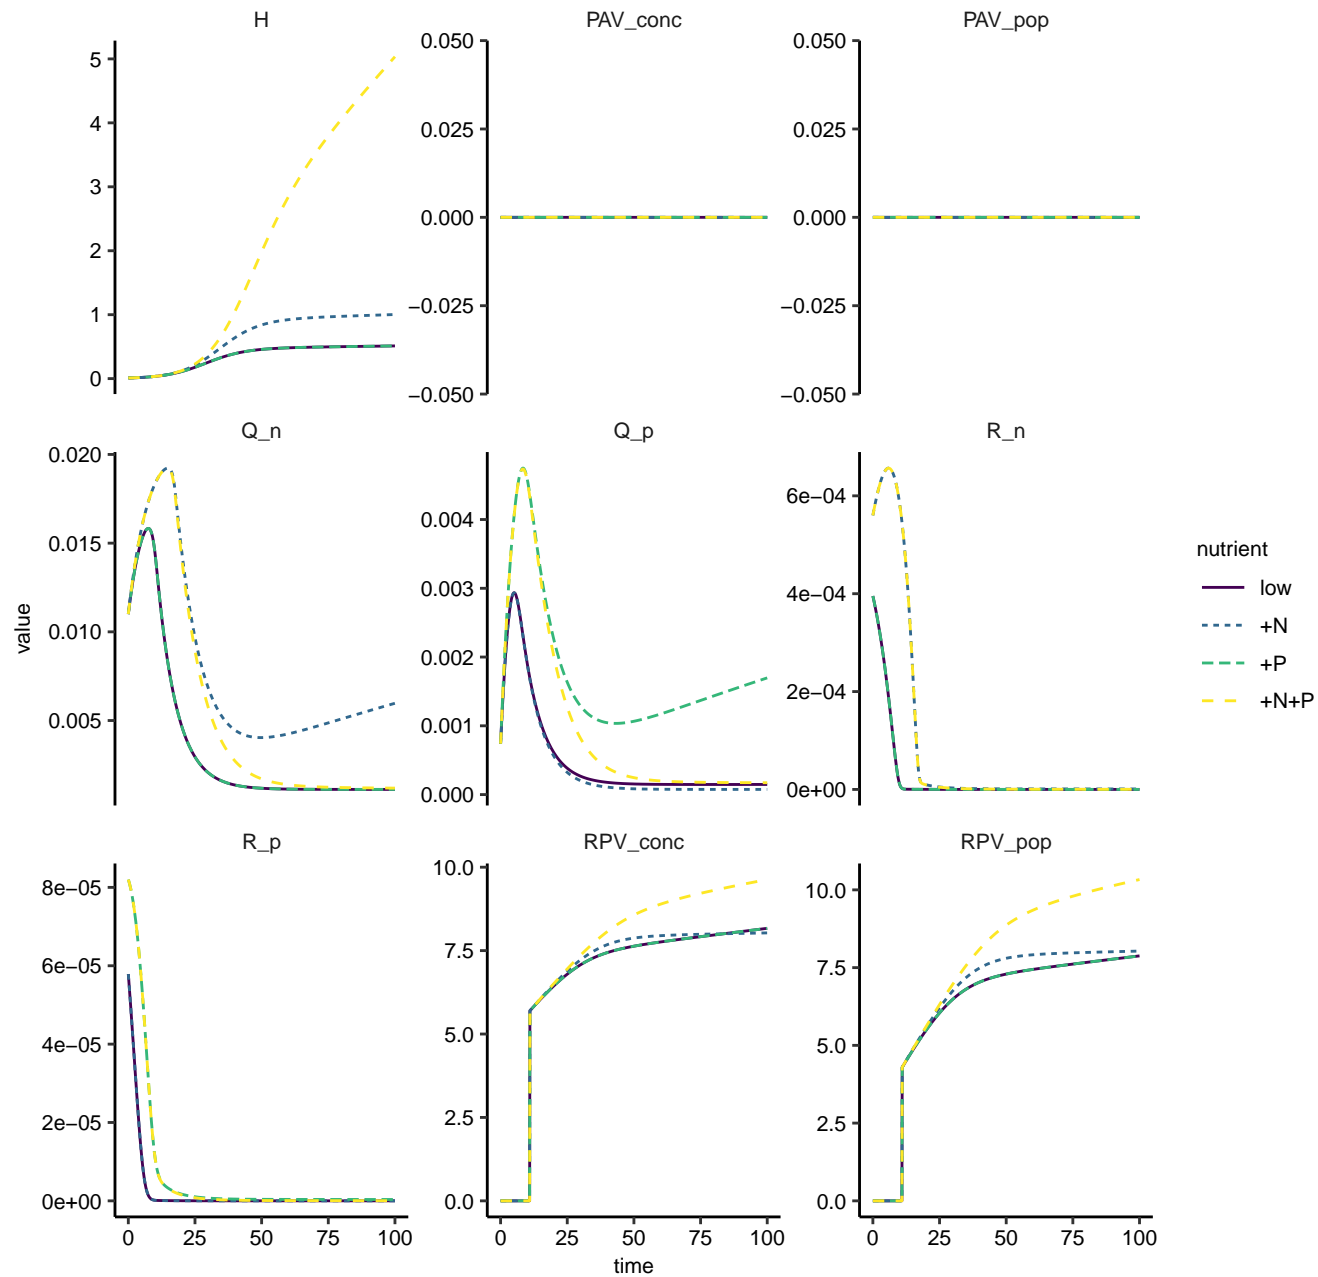 H
PAV_conc
PAV_pop
5
4
3
2
1
0
0.050
0.025
0.000
−0.025
−0.050
0.050
0.025
0.000
−0.025
−0.050
Q_n
Q_p
R_n
0.020
0.015
0.010
0.005
0.004
0.003
0.002
0.001
0.000
6e−04
4e−04
2e−04
0e+00
R_p
RPV_conc
RPV_pop
8e−05
6e−05
4e−05
2e−05
0e+00
10.0
7.5
5.0
2.5
0.0
10.0
7.5
5.0
2.5
0.0
0 25 50 75 100
0 25 50 75 100
0 25 50 75 100
time
value
nutrient
low
+N
+P
+N+P